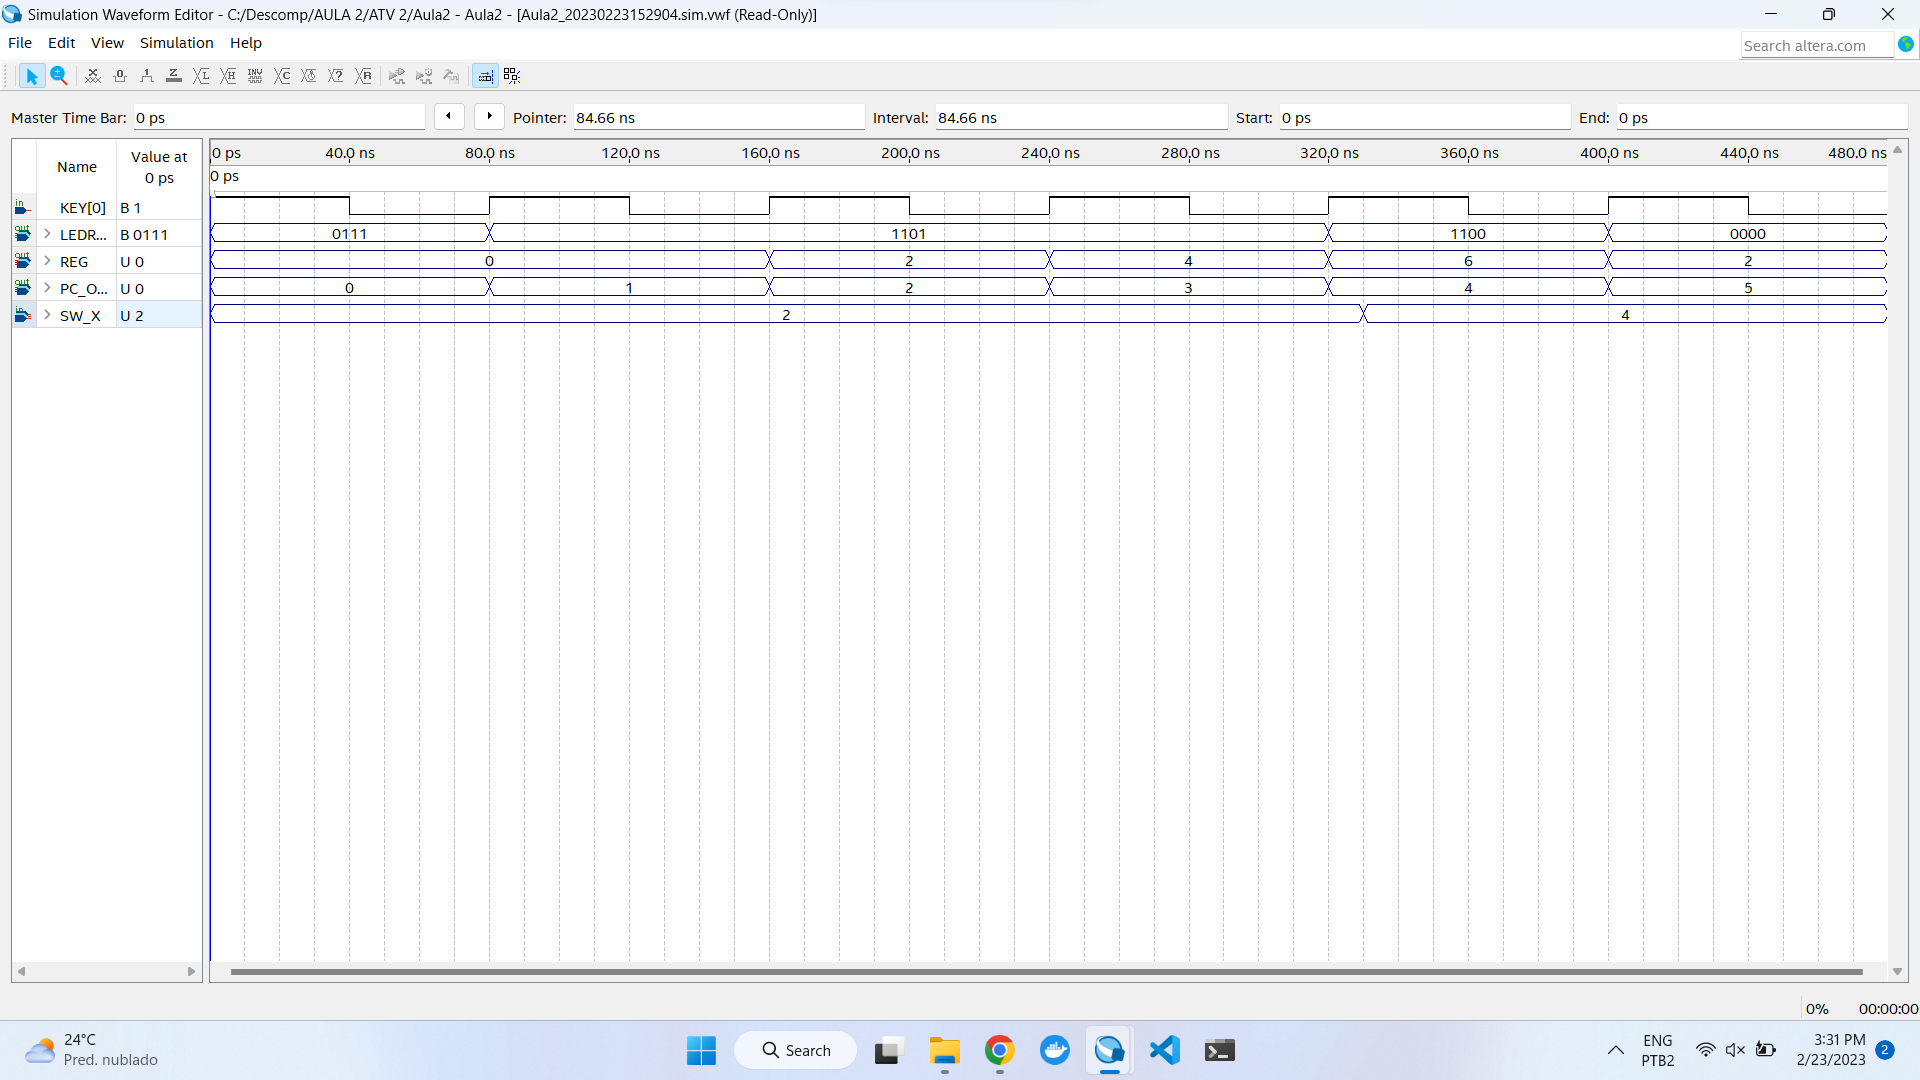 Simulation Waveform Editor - C:/Descomp/AULA 2/ATV 2/Aula2 - Aula2 - [Aula2_20230223152904.sim.vwf (Read-Only)]
File Edit View Simulation Help
Search altera.com
Master Time Bar: 0 ps Pointer: 84.66 ns Interval: 84.66 ns Start: 0 ps End: 0 ps
Name Value at 0 ps
0 ps 40.0 ns 80.0 ns 120.0 ns 160.0 ns 200.0 ns 240.0 ns 280.0 ns 320.0 ns 360.0 ns 400.0 ns 440.0 ns 480.0 ns
0 ps
in KEY[0] B 1
out LEDR... B 0111 0111 1101 1100 0000
out REG U 0 0 2 4 6 2
out PC_O... U 0 0 1 2 3 4 5
in SW_X U 2 2 4
0% 00:00:00
24°C
Pred. nublado
Search
ENG
PTB2
3:31 PM
2/23/2023
2